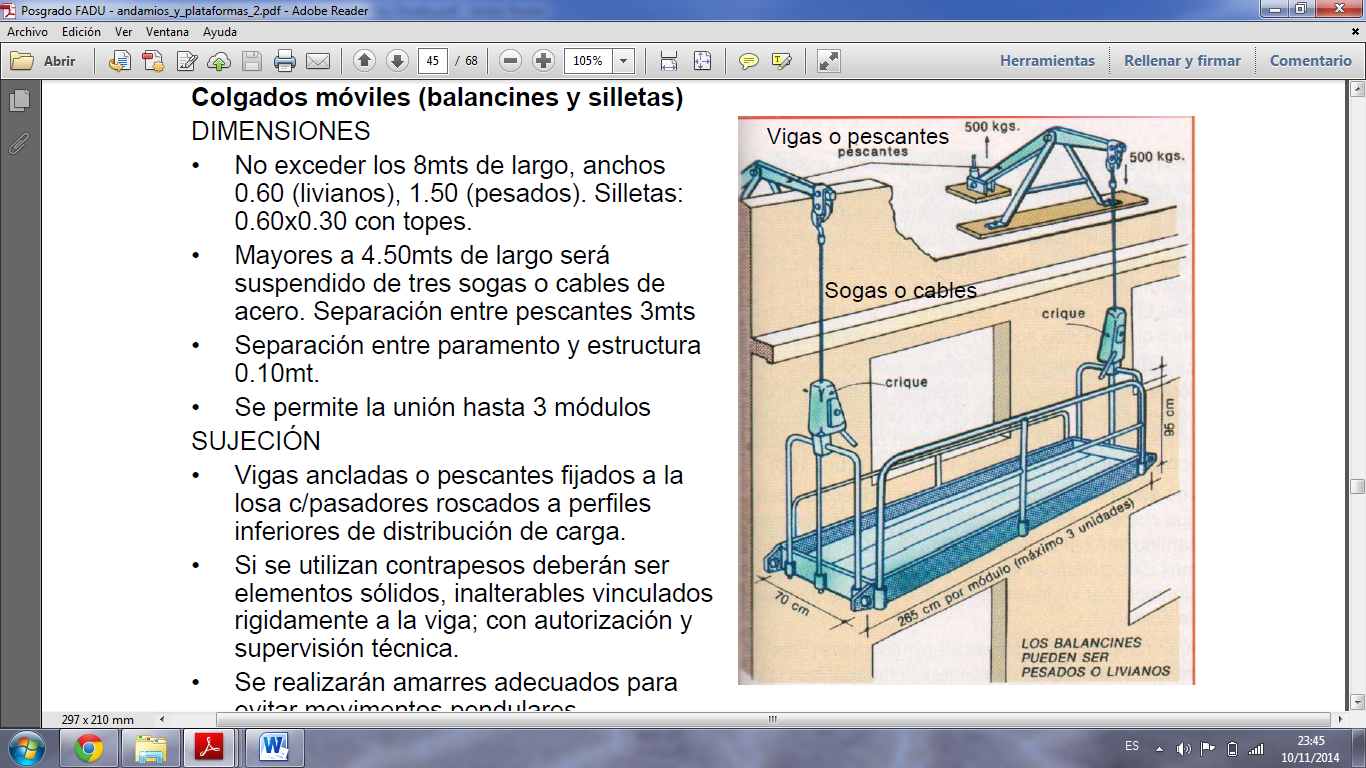 Posgrado FADU - andamios_y_plataformas_2.pdf - Adobe Reader
Archivo Edición Ver Ventana Ayuda
Abrir 45 / 68 105% Herramientas Rellenar y firmar Comentario
Colgados móviles (balancines y silletas)
DIMENSIONES
• No exceder los 8mts de largo, anchos
0.60 (livianos), 1.50 (pesados). Silletas:
0.60x0.30 con topes.
• Mayores a 4.50mts de largo será
suspendido de tres sogas o cables de
acero. Separación entre pescantes 3mts
• Separación entre paramento y estructura
0.10mt.
• Se permite la unión hasta 3 módulos
SUJECIÓN
• Vigas ancladas o pescantes fijados a la
losa c/pasadores roscados a perfiles
inferiores de distribución de carga.
• Si se utilizan contrapesos deberán ser
elementos sólidos, inalterables vinculados
rigidamente a la viga; con autorización y
supervisión técnica.
• Se realizarán amarres adecuados para
evitar movimentos pendulares
Vigas o pescantes
pescantes
500 kgs.
500 kgs.
Sogas o cables
crique
crique
95 cm
70 cm
265 cm por módulo (máximo 3 unidades)
LOS BALANCINES
PUEDEN SER
PESADOS O LIVIANOS
297 x 210 mm
ES
23:45
10/11/2014